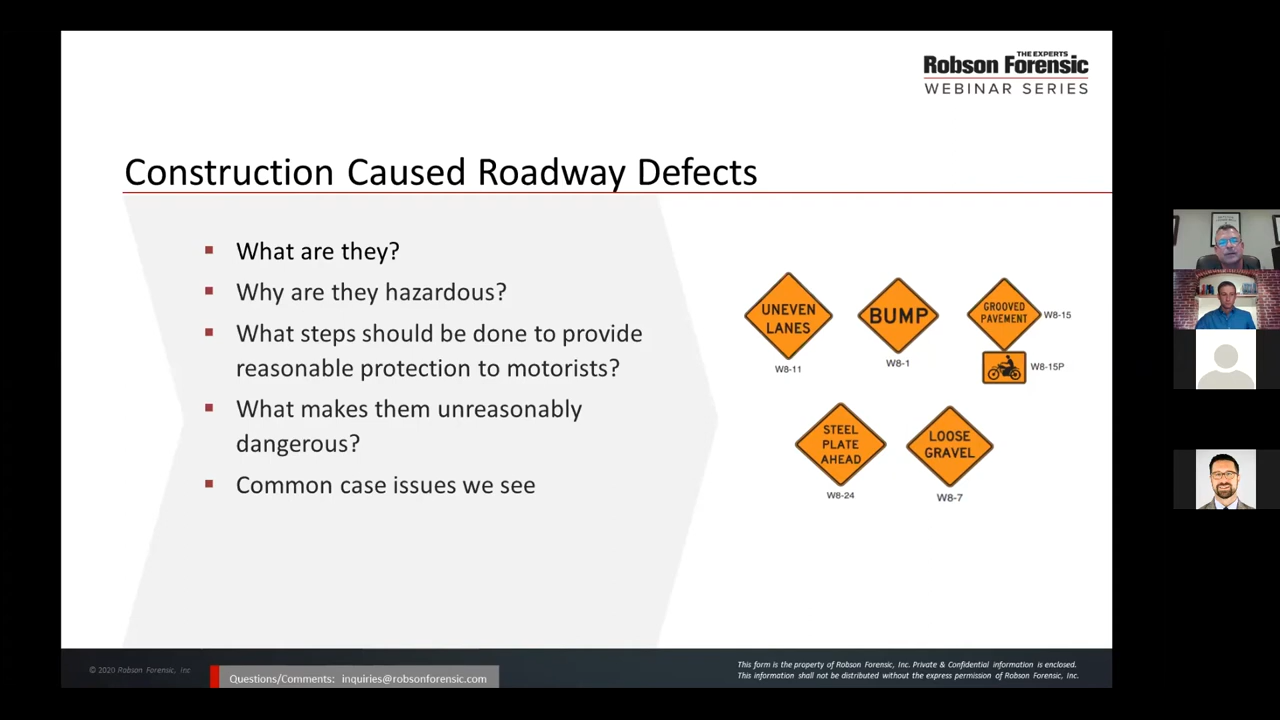 THE EXPERTS
Robson Forensic
WEBINAR SERIES
Construction Caused Roadway Defects
What are they?
Why are they hazardous?
What steps should be done to provide
reasonable protection to motorists?
What makes them unreasonably
dangerous?
Common case issues we see
UNEVEN
LANES
W8-11
BUMP
W8-1
GROOVED
PAVEMENT
W8-15
W8-15P
STEEL
PLATE
AHEAD
W8-24
LOOSE
GRAVEL
W8-7
© 2020 Robson Forensic, Inc
Questions/Comments: inquiries@robsonforensic.com
This form is the property of Robson Forensic, Inc. Private & Confidential information is enclosed.
This information shall not be distributed without the express permission of Robson Forensic, Inc.